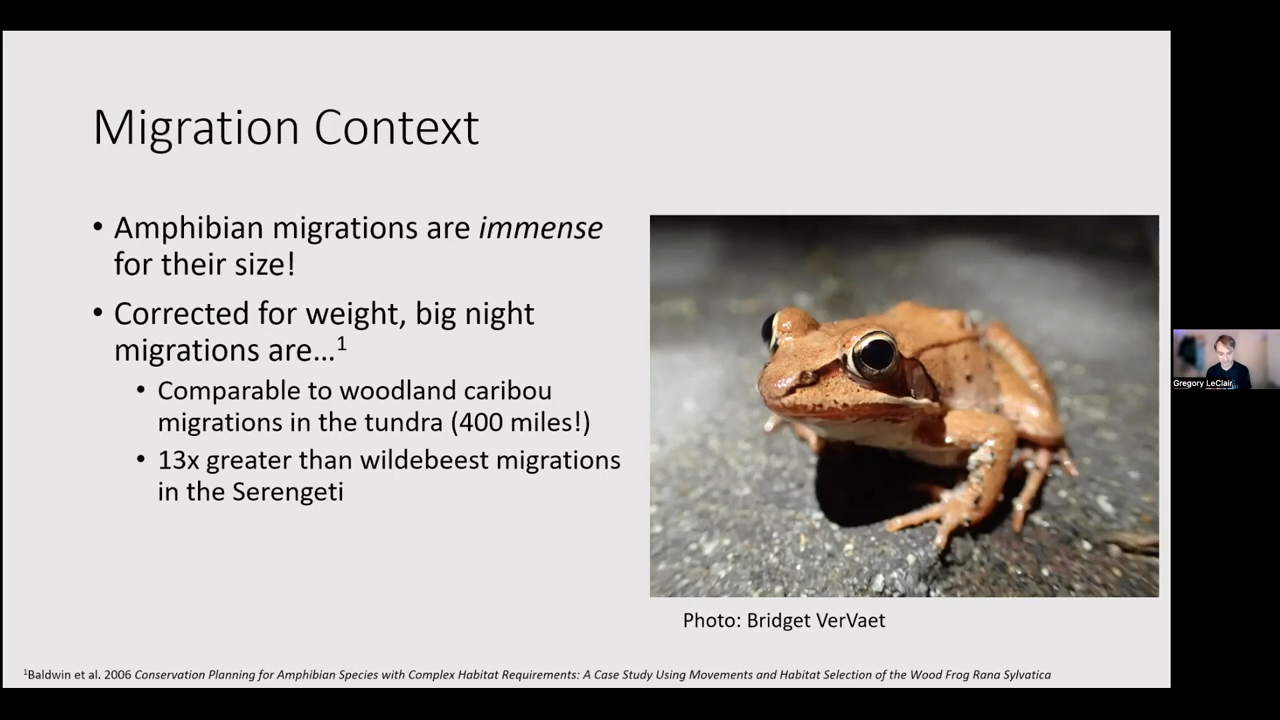 Migration Context
• Amphibian migrations are immense
for their size!
• Corrected for weight, big night
migrations are...1
• Comparable to woodland caribou
migrations in the tundra (400 miles!)
• 13x greater than wildebeest migrations
in the Serengeti
Photo: Bridget VerVaet
Gregory LeClair
1Baldwin et al. 2006 Conservation Planning for Amphibian Species with Complex Habitat Requirements: A Case Study Using Movements and Habitat Selection of the Wood Frog Rana Sylvatica